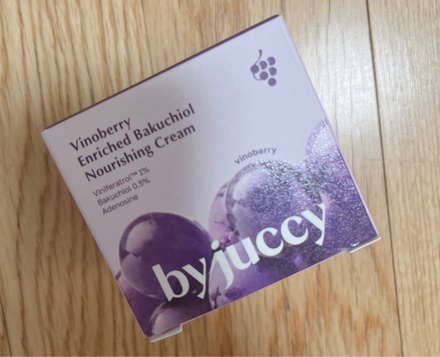 Vinoberry
Enriched Bakuchiol
Nourishing Cream
Viniferatrol™ 1%
Bakuchiol 0.5%
Adenosine
vinoberry
byjuccy